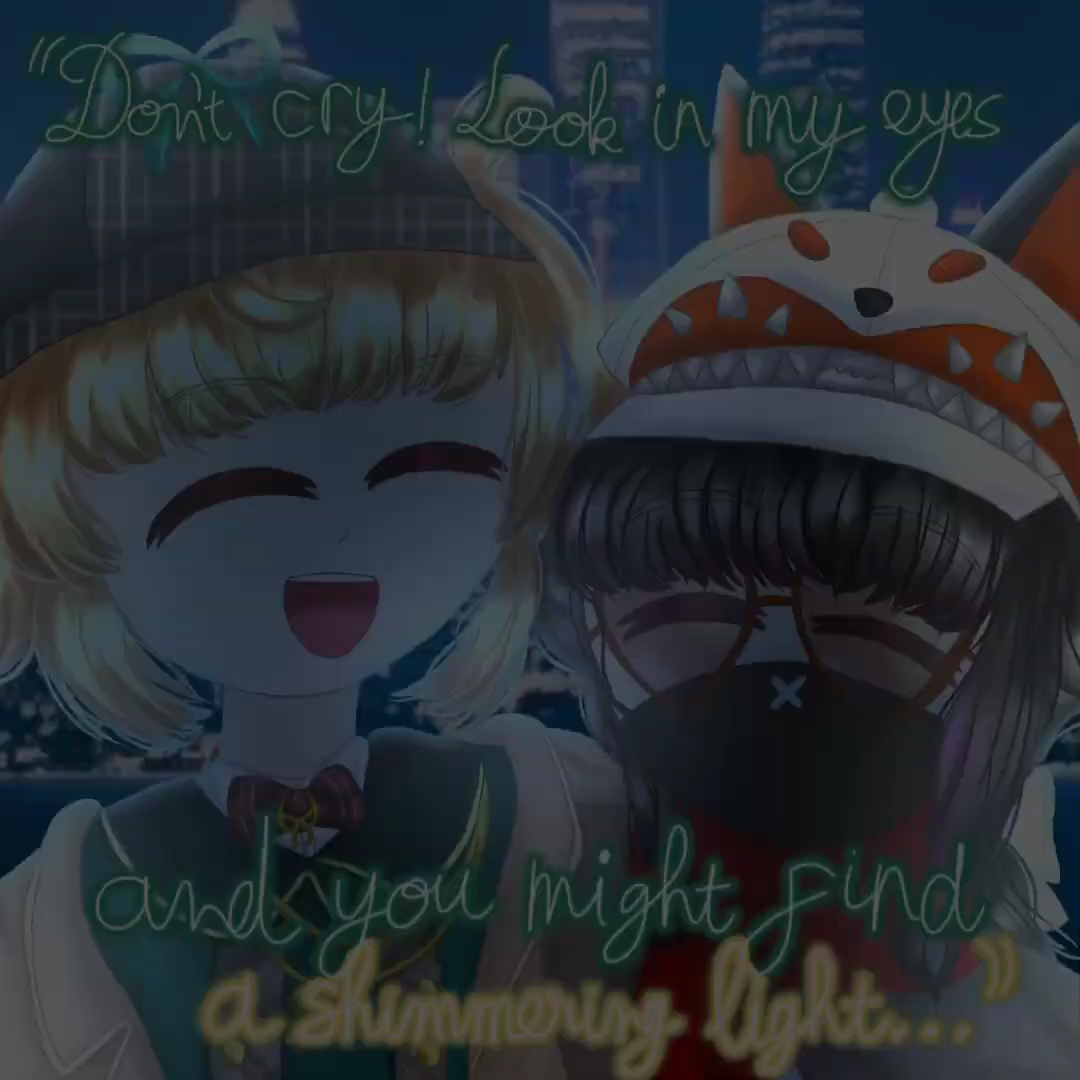 “Don't cry! Look in my eyes
and you might find
a shimmering light...”